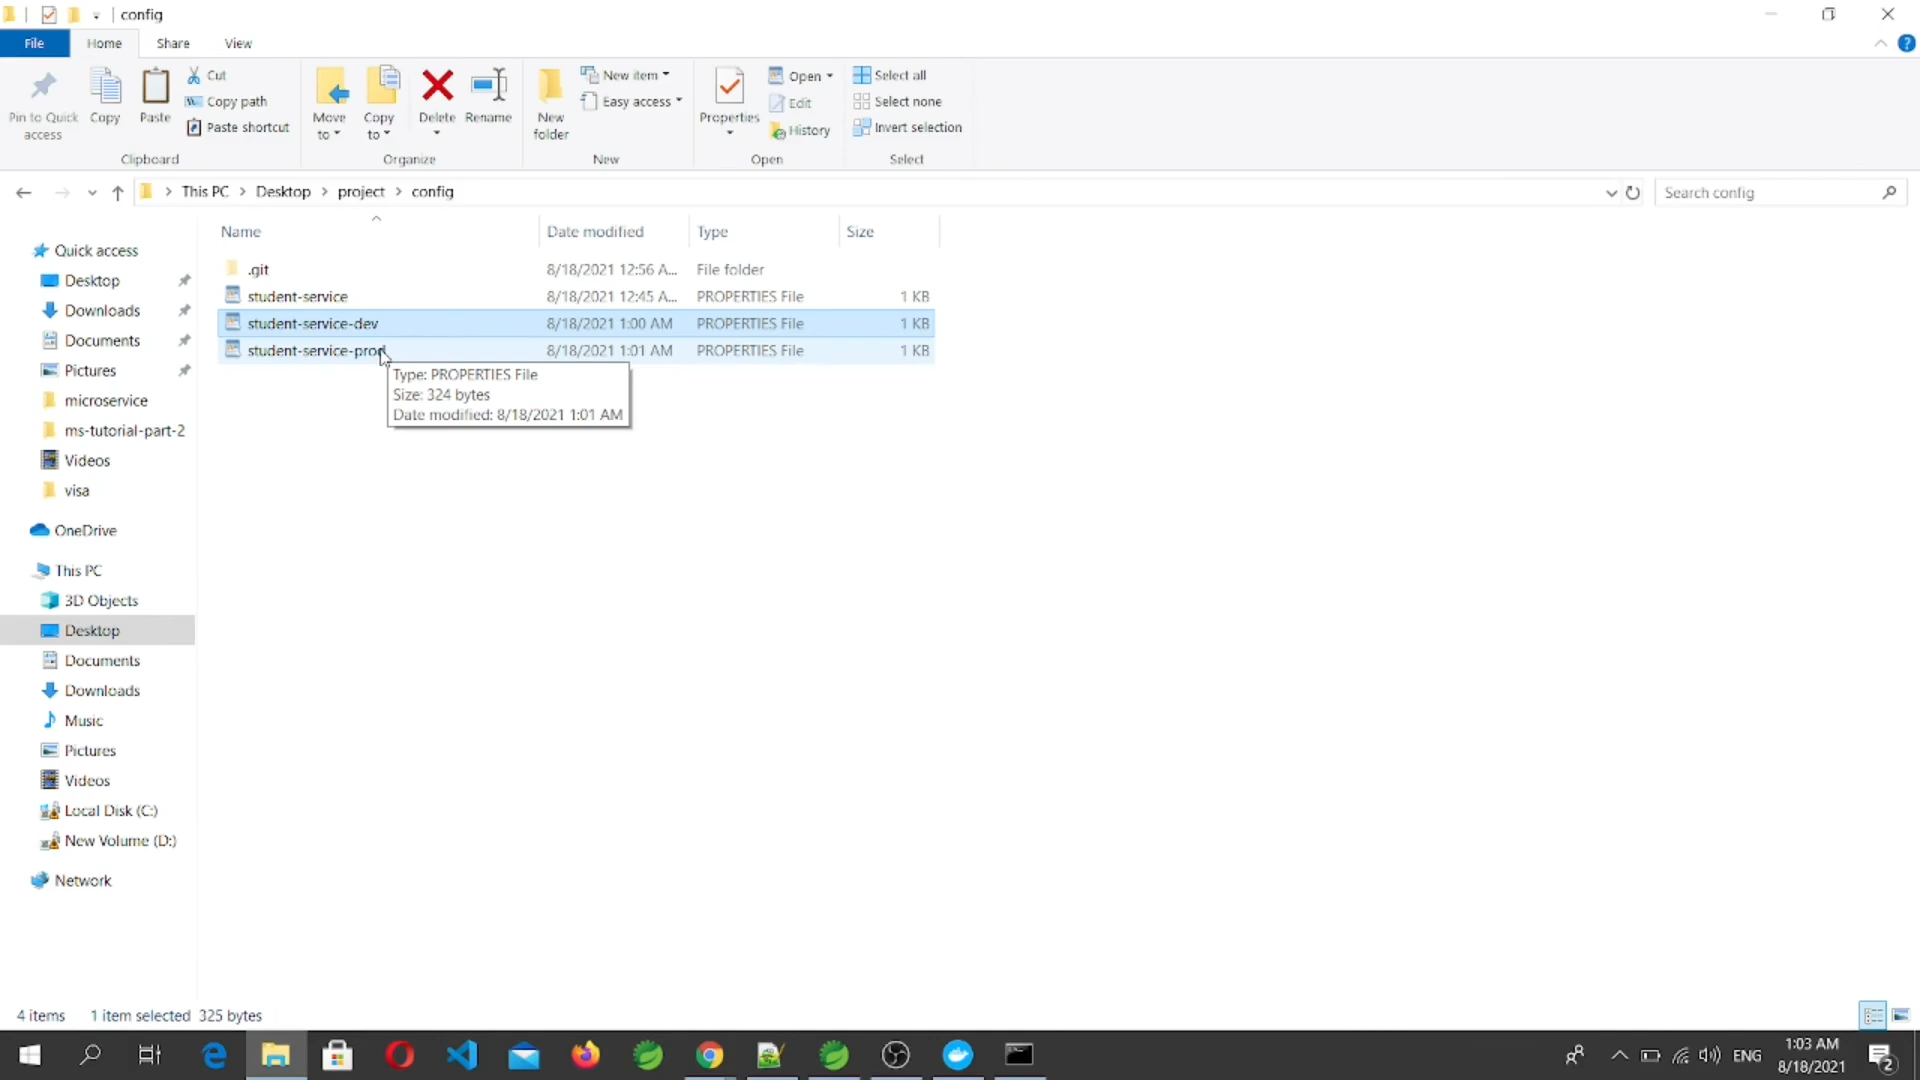 config
File Home Share View
Pin to Quick access
Copy
Paste
Cut
Copy path
Paste shortcut
Clipboard
Move to
Copy to
Delete
Rename
Organize
New folder
New item
Easy access
New
Properties
Open
Edit
History
Open
Select all
Select none
Invert selection
Select
This PC > Desktop > project > config
Search config
Name Date modified Type Size
.git 8/18/2021 12:56 A... File folder
student-service 8/18/2021 12:45 A... PROPERTIES File 1 KB
student-service-dev 8/18/2021 1:00 AM PROPERTIES File 1 KB
student-service-prod 8/18/2021 1:01 AM PROPERTIES File 1 KB
Type: PROPERTIES File
Size: 324 bytes
Date modified: 8/18/2021 1:01 AM
Quick access
Desktop
Downloads
Documents
Pictures
microservice
ms-tutorial-part-2
Videos
visa
OneDrive
This PC
3D Objects
Desktop
Documents
Downloads
Music
Pictures
Videos
Local Disk (C:)
New Volume (D:)
Network
4 items 1 item selected 325 bytes
ENG
1:03 AM
8/18/2021
2